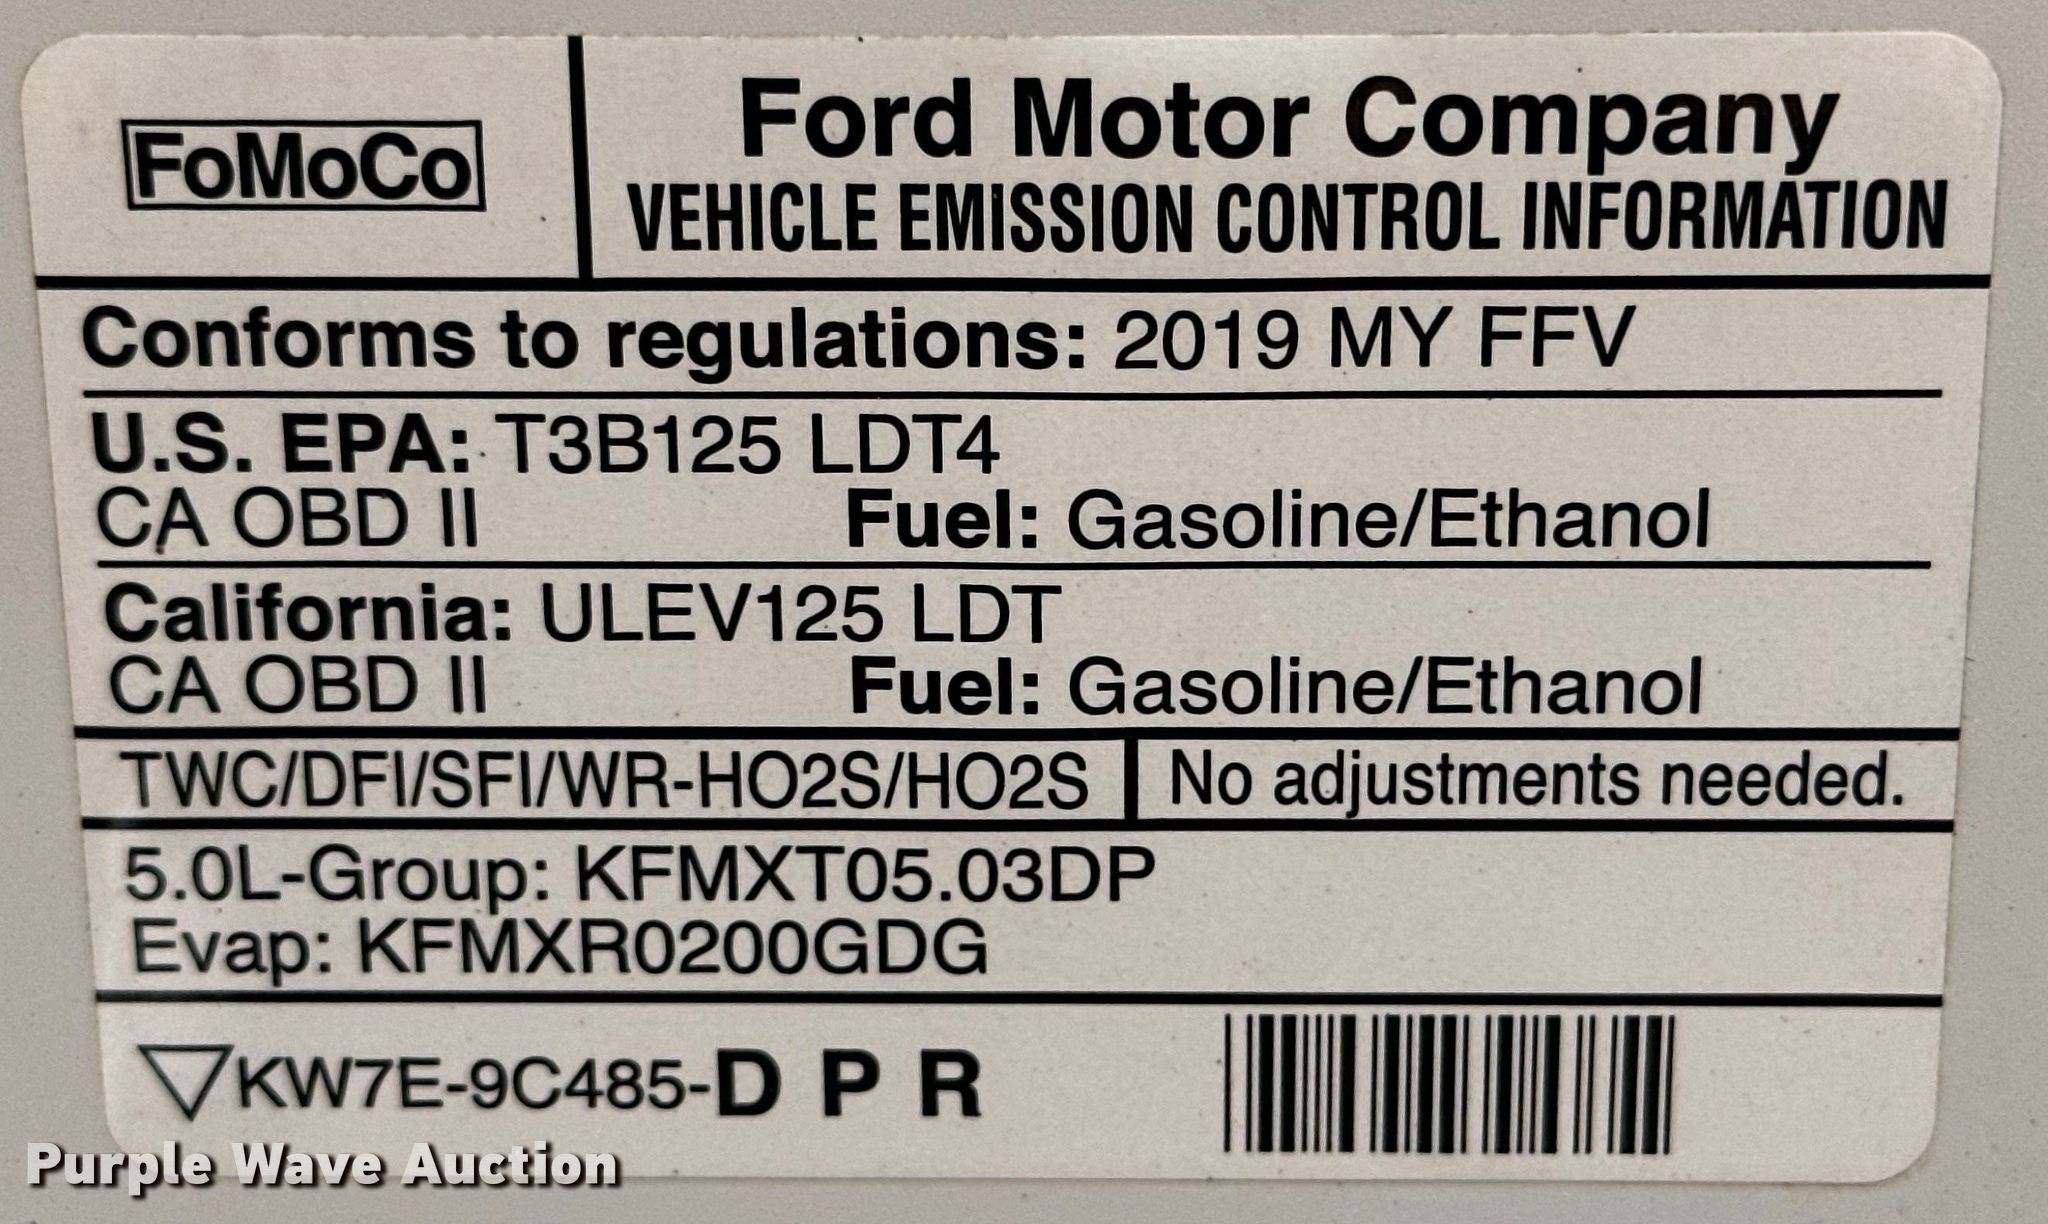 FoMoCo
Ford Motor Company
VEHICLE EMISSION CONTROL INFORMATION
Conforms to regulations: 2019 MY FFV
U.S. EPA: T3B125 LDT4
CA OBD II Fuel: Gasoline/Ethanol
California: ULEV125 LDT
CA OBD II Fuel: Gasoline/Ethanol
TWC/DFI/SFI/WR-HO2S/HO2S No adjustments needed.
5.0L-Group: KFMXT05.03DP
Evap: KFMXR0200GDG
KW7E-9C485-D P R
Purple Wave Auction